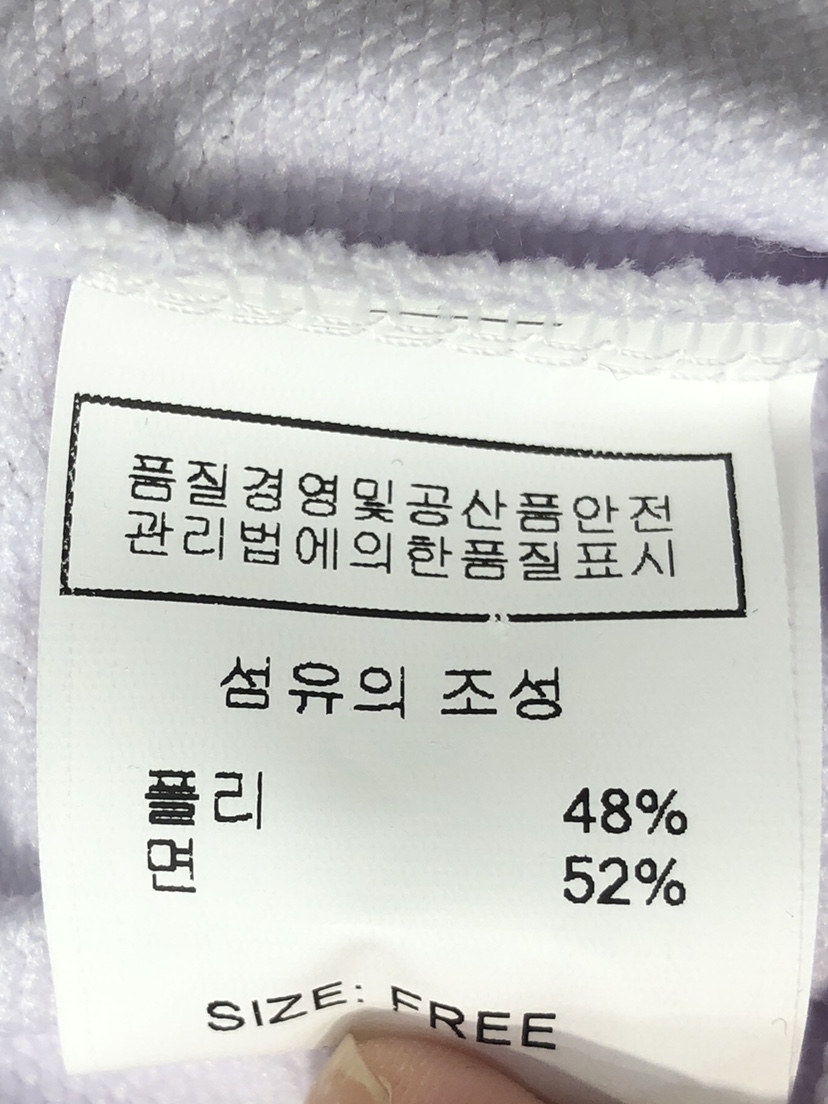 품질경영및공산품안전
관리법에의한품질표시
섬유의 조성
폴리 48%
면 52%
SIZE: FREE